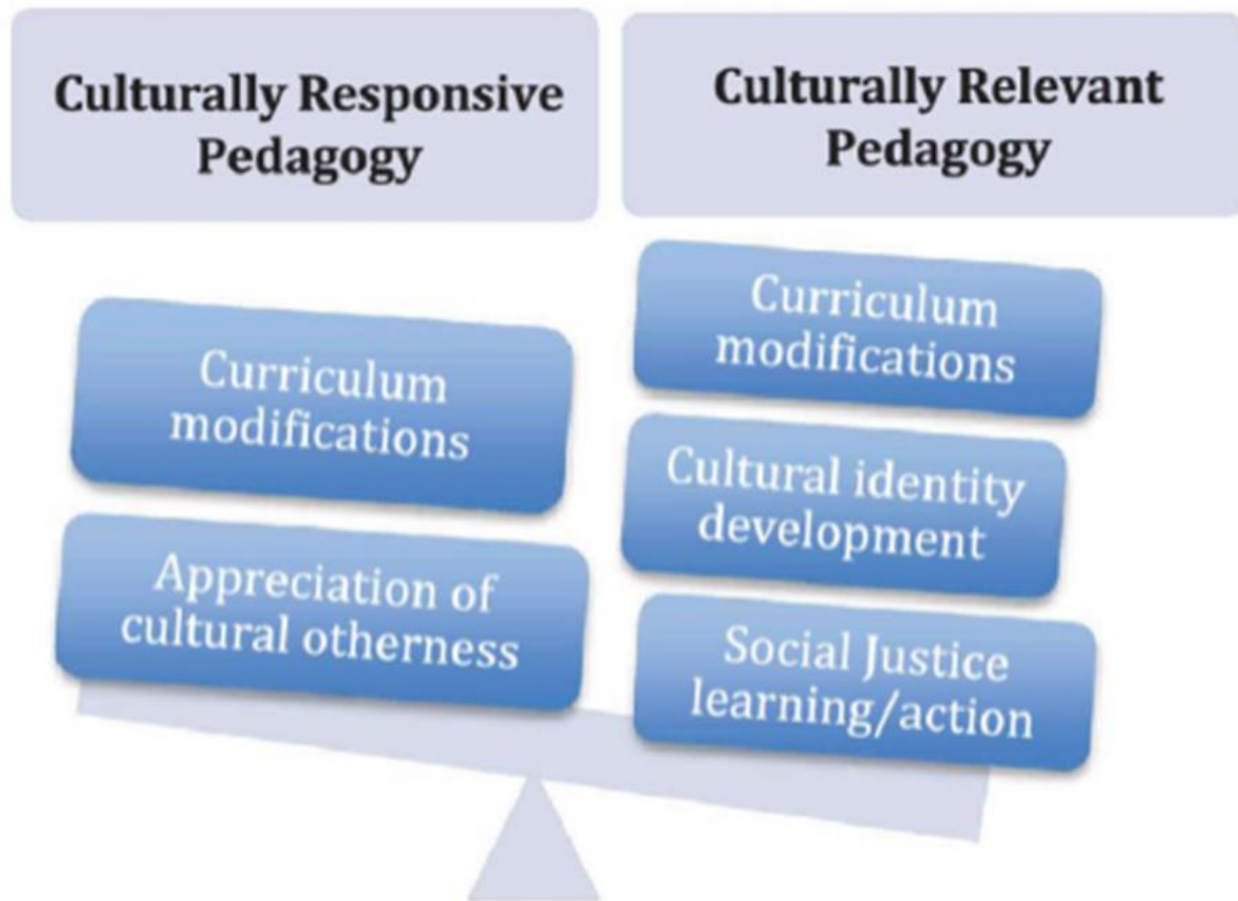 Culturally Responsive
Pedagogy
Culturally Relevant
Pedagogy
Curriculum
modifications
Appreciation of
cultural otherness
Curriculum
modifications
Cultural identity
development
Social Justice
learning/action